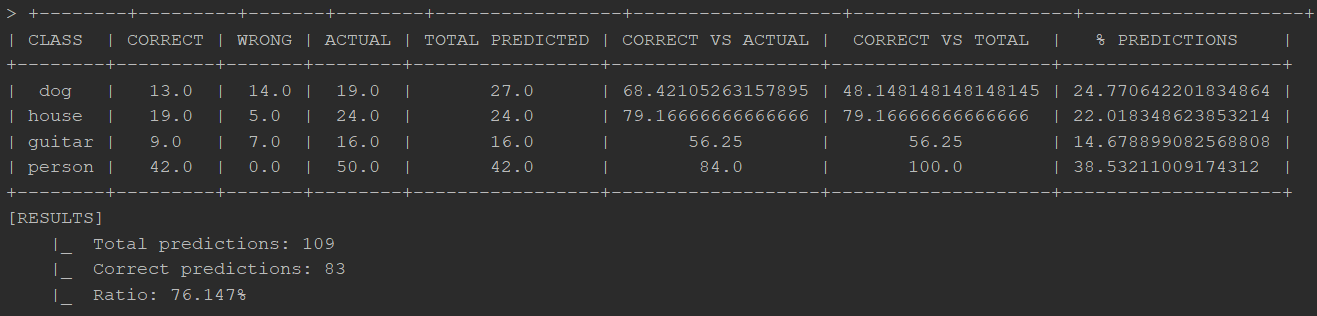 > +--------+---------+-------+--------+-----------------+--------------------+---------------------+---------------------+
| CLASS | CORRECT | WRONG | ACTUAL | TOTAL PREDICTED | CORRECT VS ACTUAL | CORRECT VS TOTAL | % PREDICTIONS |
+--------+---------+-------+--------+-----------------+--------------------+---------------------+---------------------+
| dog | 13.0 | 14.0 | 19.0 | 27.0 | 68.42105263157895 | 48.148148148148145 | 24.770642201834864 |
| house | 19.0 | 5.0 | 24.0 | 24.0 | 79.16666666666666 | 79.16666666666666 | 22.018348623853214 |
| guitar | 9.0 | 7.0 | 16.0 | 16.0 | 56.25 | 56.25 | 14.678899082568808 |
| person | 42.0 | 0.0 | 50.0 | 42.0 | 84.0 | 100.0 | 38.53211009174312 |
+--------+---------+-------+--------+-----------------+--------------------+---------------------+---------------------+
[RESULTS]
|_ Total predictions: 109
|_ Correct predictions: 83
|_ Ratio: 76.147%